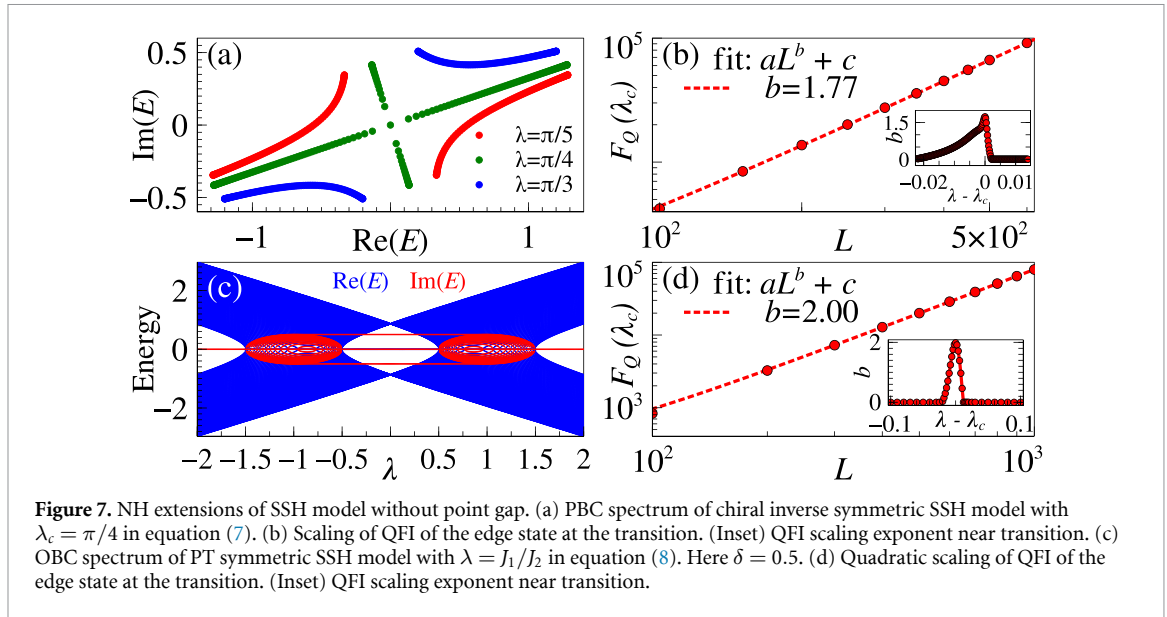 (a)
0.5
0
−0.5
Im(E)
λ=π/5
λ=π/4
λ=π/3
−1
Re(E)
1
(b)
fit: aL^b + c
b=1.77
10^5
F_Q (λ_c)
1.5
0
b
−0.02
0
0.01
λ - λ_c
10^2
L
5×10^2
(c)
Re(E)
Im(E)
2
0
−2
Energy
−2
−1.5
−1
−0.5
λ
0.5
1
1.5
2
(d)
fit: aL^b + c
b=2.00
10^5
10^3
F_Q (λ_c)
2
0
b
−0.1
λ - λ_c
0.1
10^2
L
10^3
Figure 7. NH extensions of SSH model without point gap. (a) PBC spectrum of chiral inverse symmetric SSH model with
λ_c = π/4 in equation (7). (b) Scaling of QFI of the edge state at the transition. (Inset) QFI scaling exponent near transition. (c)
OBC spectrum of PT symmetric SSH model with λ = J_1/J_2 in equation (8). Here δ = 0.5. (d) Quadratic scaling of QFI of the
edge state at the transition. (Inset) QFI scaling exponent near transition.